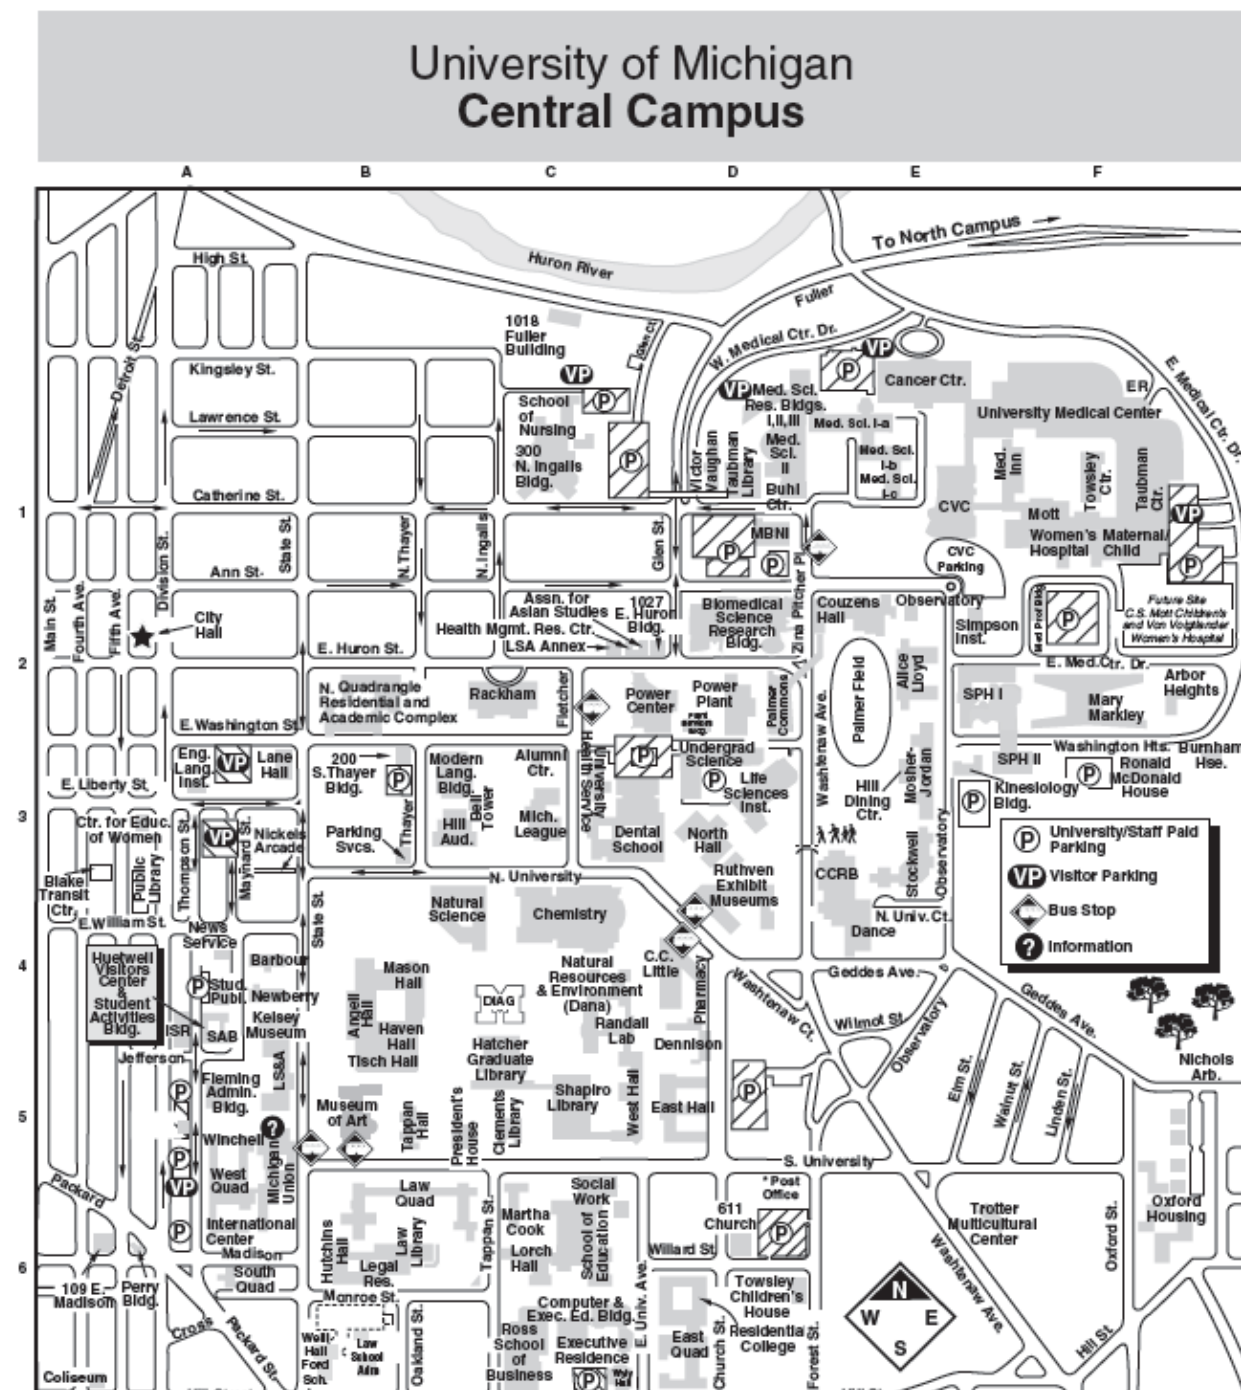 University of Michigan
Central Campus
A
B
C
D
E
F
To North Campus
Huron River
High St.
Fuller
1018
Fuller
Building
Glen Ct.
W. Medical Ctr. Dr.
E. Medical Ctr. Dr.
Detroit St.
Kingsley St.
VP
VP
P
Cancer Ctr.
ER
VP
Med. Sci.
Res. Bldgs.
I,II,III
Lawrence St.
School
of
Nursing
P
Med. Sci. I-a
University Medical Center
300
N. Ingalls
Bldg.
P
Victor
Vaughan
Taubman
Library
Med.
Sci.
II
Med. Sci.
I-b
Med. Sci.
I-c
Med.
Inn
Towsley
Ctr.
Taubman
Ctr.
Catherine St.
Buhl
Ctr.
CVC
1
Mott
VP
Women's
Hospital
Maternal/
Child
State St.
N. Thayer
N. Ingalls
Glen St.
MBNI
P
P
Zina Pitcher Pl.
CVC
Parking
P
Ann St.
Division St.
Main St.
Fourth Ave.
Fifth Ave.
City
Hall
Assn. for
Asian Studies
1027
E. Huron
Bldg.
Health Mgmt. Res. Ctr.
LSA Annex
Biomedical
Science
Research
Bldg.
Couzens
Hall
Observatory
Simpson
Inst.
Med Prof Bldg
P
Future Site
C.S. Mott Children's
and Von Voigtlander
Women's Hospital
E. Huron St.
2
E. Med. Ctr. Dr.
N. Quadrangle
Residential and
Academic Complex
Rackham
Fletcher
Power
Center
Power
Plant
Palmer
Commons
Palmer Field
Alice
Lloyd
SPH I
Mary
Markley
Arbor
Heights
E. Washington St.
Washtenaw Ave.
Eng.
Lang.
Inst.
VP
Lane
Hall
200
S. Thayer
Bldg.
P
Modern
Lang.
Bldg.
Alumni
Ctr.
University
Health Service
P
Undergrad
Science
P
Life
Sciences
Inst.
Hill
Dining
Ctr.
Mosher-
Jordan
Washington Hts.
Burnham
Hse.
SPH II
P
Ronald
McDonald
House
Kinesiology
Bldg.
P
E. Liberty St.
3
Ctr. for Educ.
of Women
VP
Nickels
Arcade
Parking
Svcs.
Thayer
Hill
Aud.
Bell
Tower
Mich.
League
Dental
School
North
Hall
Stockwell
Observatory
P University/Staff Paid
Parking
VP Visitor Parking
Bus Stop
? Information
Blake
Transit
Ctr.
Public
Library
Thompson St.
Maynard St.
N. University
Ruthven
Exhibit
Museums
CCRB
State St.
Natural
Science
Chemistry
N. Univ. Ct.
Dance
E. William St.
News
Service
4
Huetwell
Visitors
Center
&
Student
Activities
Bldg.
Barbour
Newberry
P
Stud.
Publ.
Kelsey
Museum
ISR
SAB
Mason
Hall
Angell
Hall
Haven
Hall
Tisch Hall
DIAG
M
Natural
Resources
& Environment
(Dana)
C.C.
Little
Pharmacy
Randall
Lab
Dennison
Geddes Ave.
Geddes Ave.
Washtenaw Ct.
Wilmot St.
Observatory
Nichols
Arb.
Jefferson
Hatcher
Graduate
Library
LS&A
P
Fleming
Admin.
Bldg.
P
Elm St.
Walnut St.
Linden St.
5
Museum
of Art
Tappan
Hall
President's
House
Clements
Library
Shapiro
Library
West Hall
East Hall
Winchell
?
P
Michigan
Union
West
Quad
VP
S. University
Packard
Law
Quad
Social
Work
*Post
Office
P
International
Center
Martha
Cook
School of
Education
611
Church
P
Trotter
Multicultural
Center
Oxford St.
Oxford
Housing
Hutchins
Hall
Law
Library
Tappan St.
Lorch
Hall
Willard St.
Madison
6
Legal
Res.
South
Quad
109 E.
Madison
Perry
Bldg.
Monroe St.
Computer &
Exec. Ed. Bldg.
E. Univ. Ave.
Towsley
Children's
House
Washtenaw Ave.
N
W
E
S
Cross
Packard St.
Law
School
Adm
Oakland St.
Ross
School
of
Business
Executive
Residence
P
East
Quad
Church St.
Residential
College
Forest St.
Hill St.
Coliseum